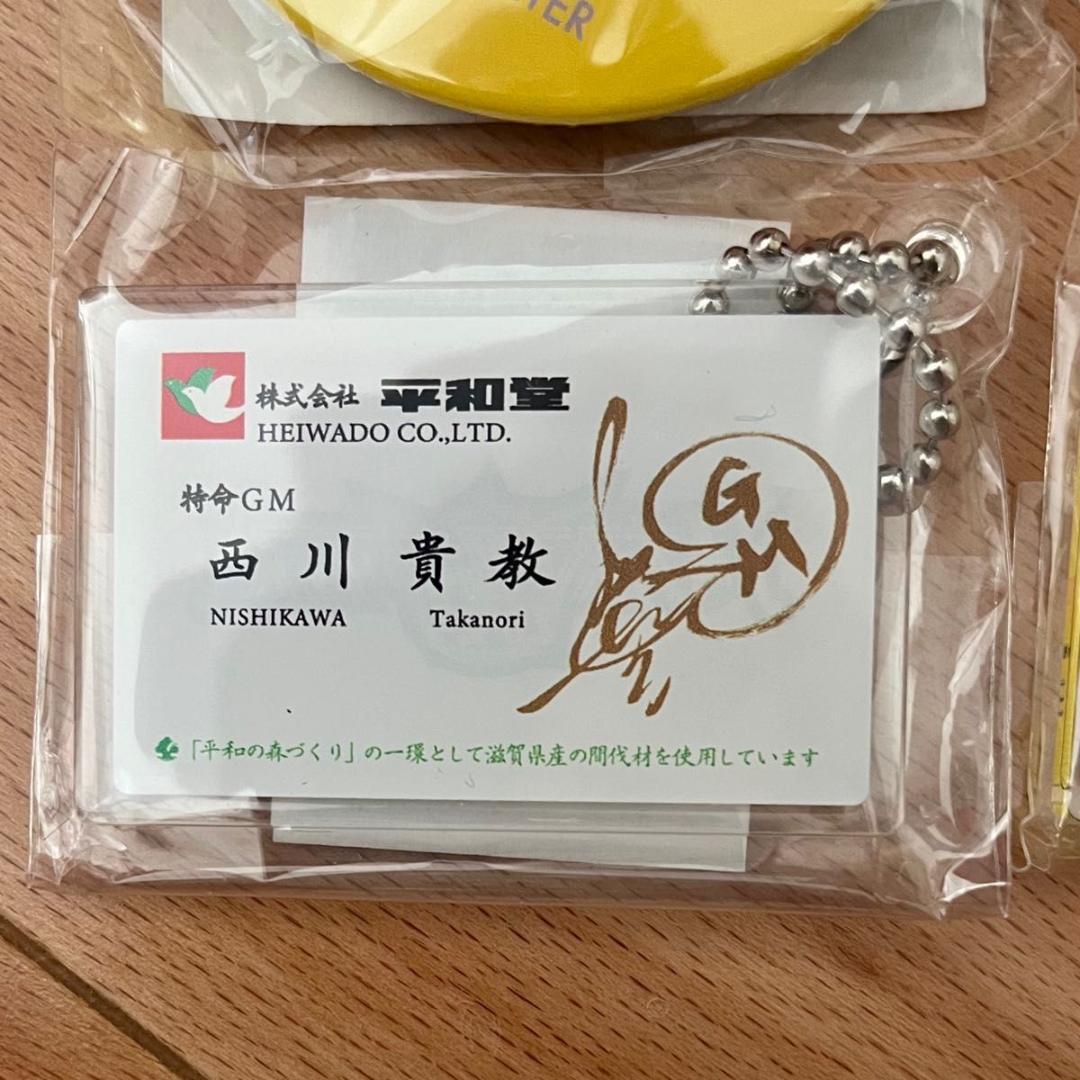 株式会社 平和堂
HEIWADO CO.,LTD.
特命GM
西川 貴教
NISHIKAWA Takanori
G
「平和の森づくり」の一環として滋賀県産の間伐材を使用しています